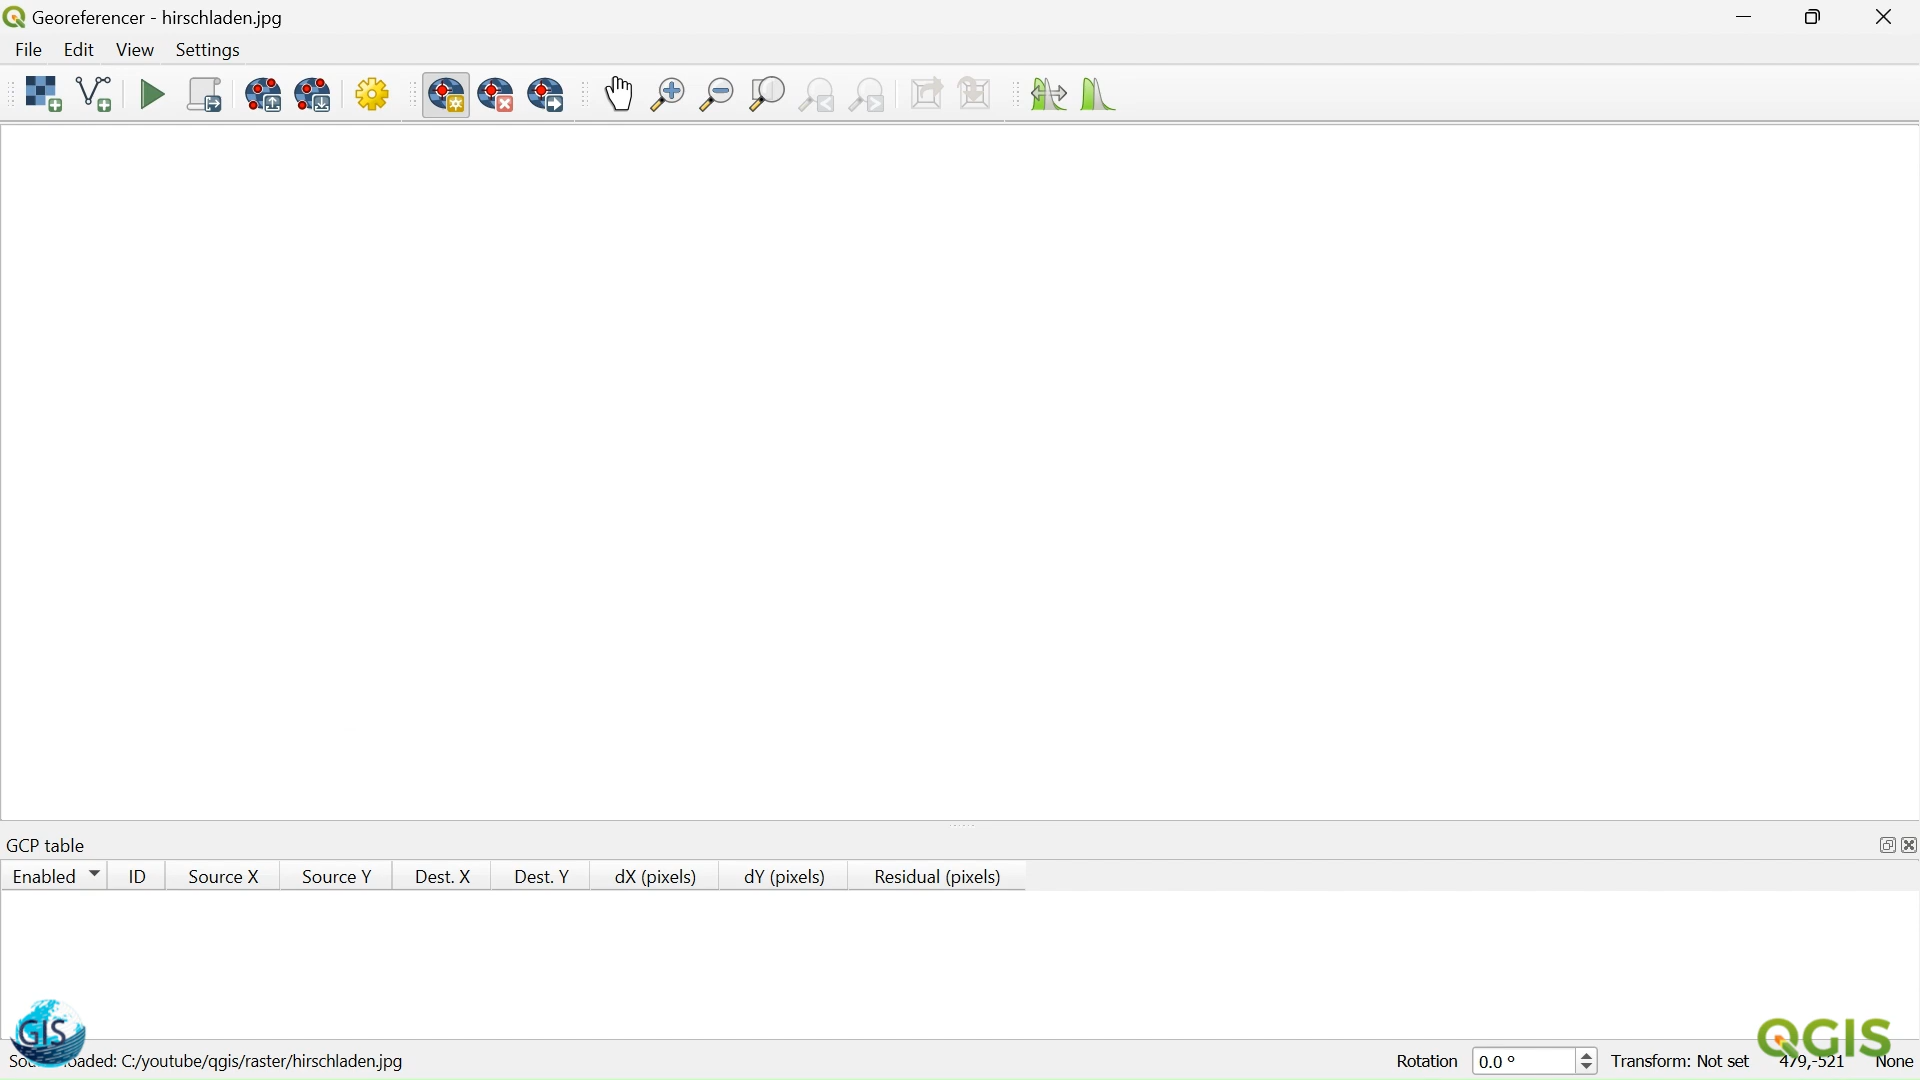 Georeferencer - hirschladen.jpg
File Edit View Settings
GCP table
Enabled ID Source X Source Y Dest. X Dest. Y dX (pixels) dY (pixels) Residual (pixels)
GIS
QGIS
aded: C:/youtube/qgis/raster/hirschladen.jpg Rotation 0.0 ° Transform: Not set 479,-521 None